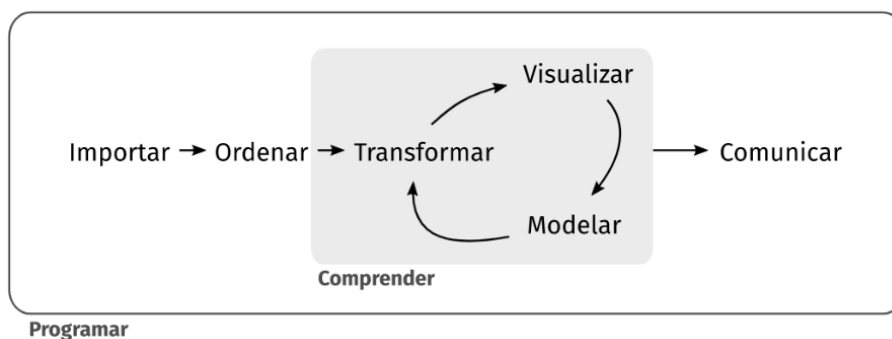 Visualizar
Importar → Ordenar → Transformar → Comunicar
Modelar
Comprender
Programar